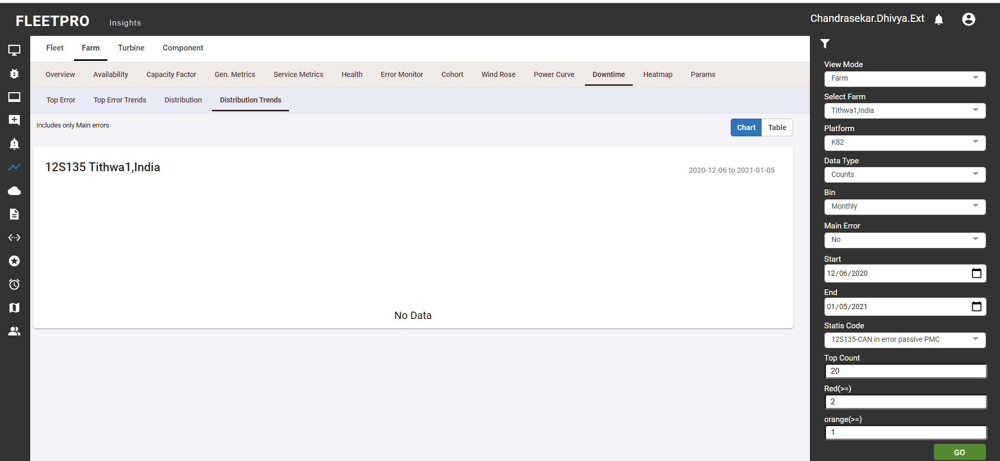 FLEETPRO
Insights
Chandrasekar.Dhivya.Ext
Fleet Farm Turbine Component
Overview Availability Capacity Factor Gen. Metrics Service Metrics Health Error Monitor Cohort Wind Rose Power Curve Downtime Heatmap Params
Top Error Top Error Trends Distribution Distribution Trends
Includes only Main errors
Chart Table
12S135 Tithwa1,India
2020-12-06 to 2021-01-05
No Data
View Mode
Farm
Select Farm
Tithwa1,India
Platform
K82
Data Type
Counts
Bin
Monthly
Main Error
No
Start
12/06/2020
End
01/05/2021
Statis Code
12S135-CAN in error passive PMC
Top Count
20
Red(>=)
2
orange(>=)
1
GO